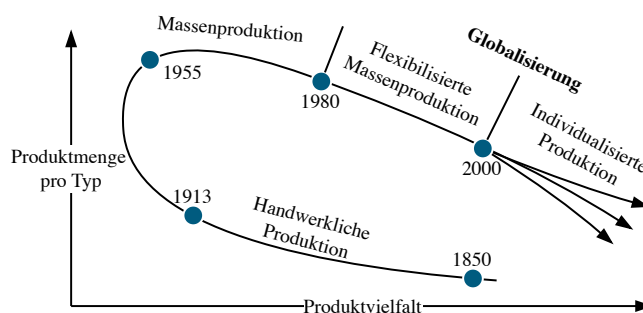 Massenproduktion
1955
1980
Flexibilisierte
Massenproduktion
Globalisierung
2000
Individualisierte
Produktion
Produktmenge
pro Typ
1913
Handwerkliche
Produktion
1850
Produktvielfalt